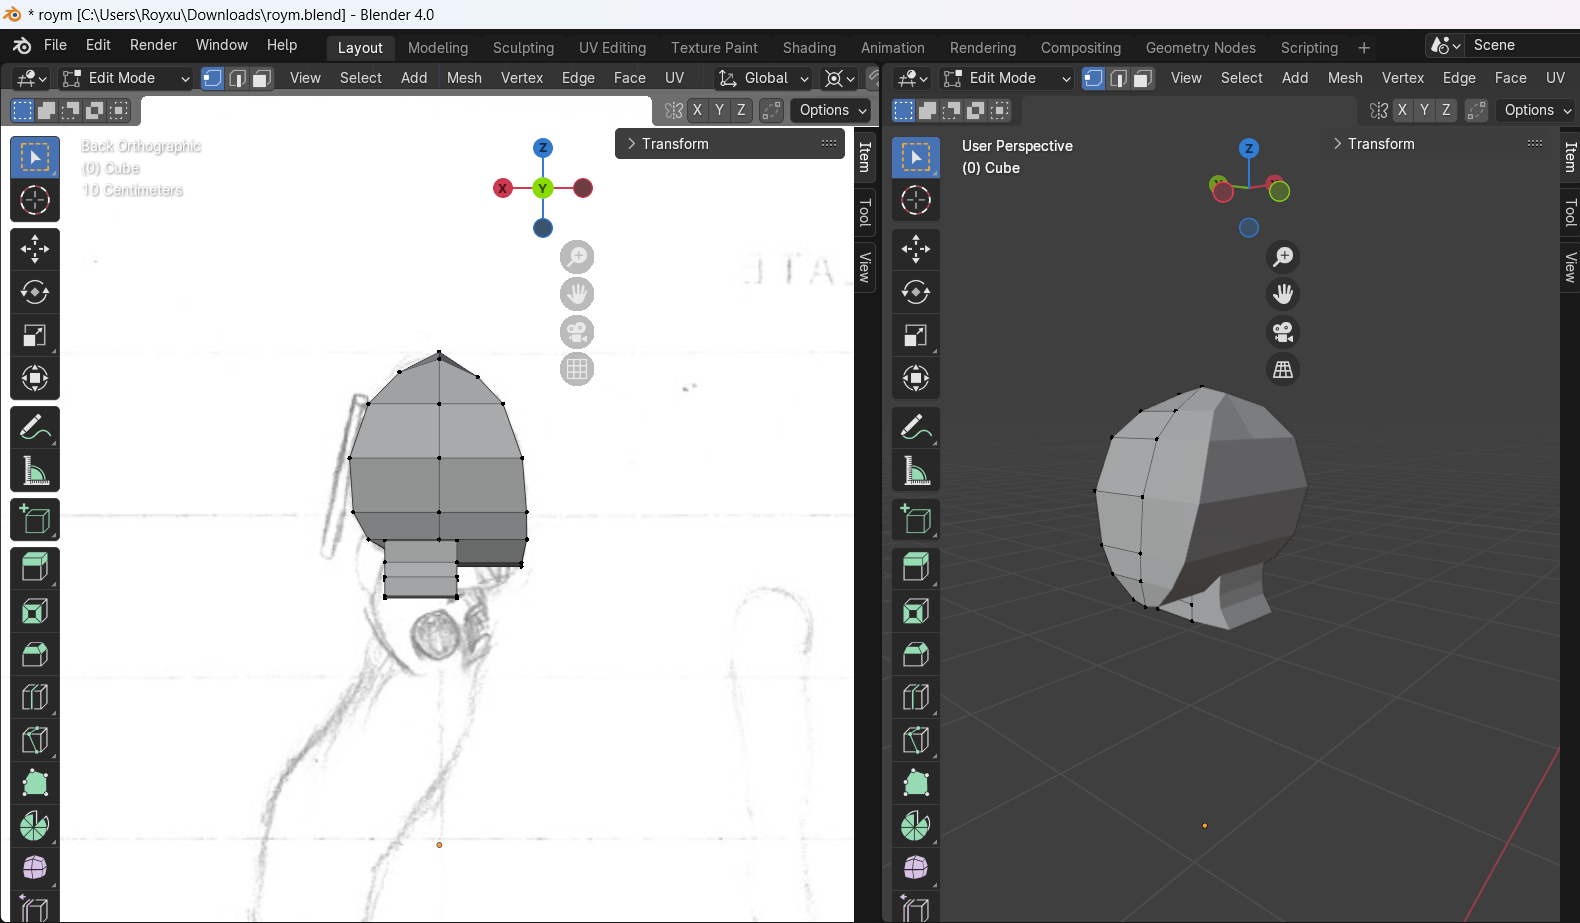 * roym [C:\Users\Royxu\Downloads\roym.blend] - Blender 4.0
File Edit Render Window Help Layout Modeling Sculpting UV Editing Texture Paint Shading Animation Rendering Compositing Geometry Nodes Scripting + Scene
Edit Mode View Select Add Mesh Vertex Edge Face UV Global
X Y Z Options
Back Orthographic
(0) Cube
10 Centimeters
Z
X
Y
Transform
Item
Tool
View
Edit Mode View Select Add Mesh Vertex Edge Face UV
X Y Z Options
User Perspective
(0) Cube
Z
Transform
Item
Tool
View